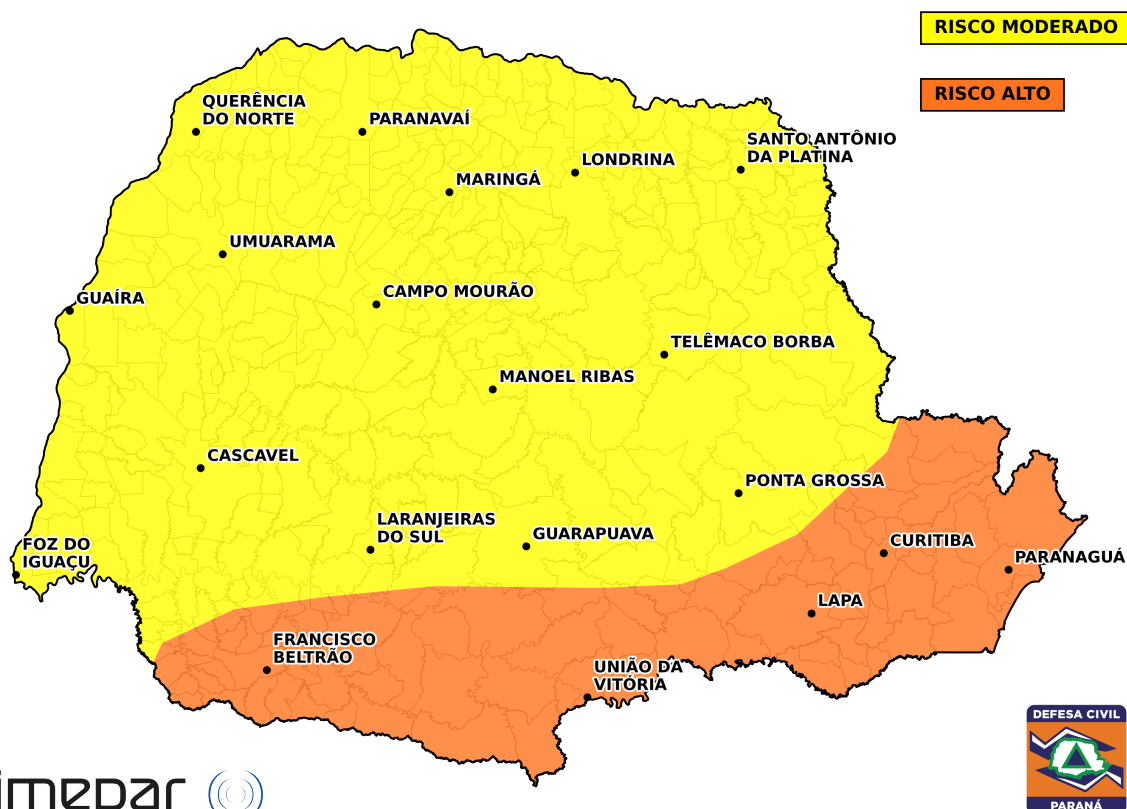 RISCO MODERADO
RISCO ALTO
QUERÊNCIA
DO NORTE
PARANAVAÍ
SANTO ANTÔNIO
DA PLATINA
LONDRINA
MARINGÁ
UMUARAMA
GUAÍRA
CAMPO MOURÃO
TELÊMACO BORBA
MANOEL RIBAS
CASCAVEL
PONTA GROSSA
LARANJEIRAS
DO SUL
GUARAPUAVA
FOZ DO
IGUAÇU
CURITIBA
PARANAGUÁ
LAPA
FRANCISCO
BELTRÃO
UNIÃO DA
VITÓRIA
imepar
DEFESA CIVIL
PARANÁ